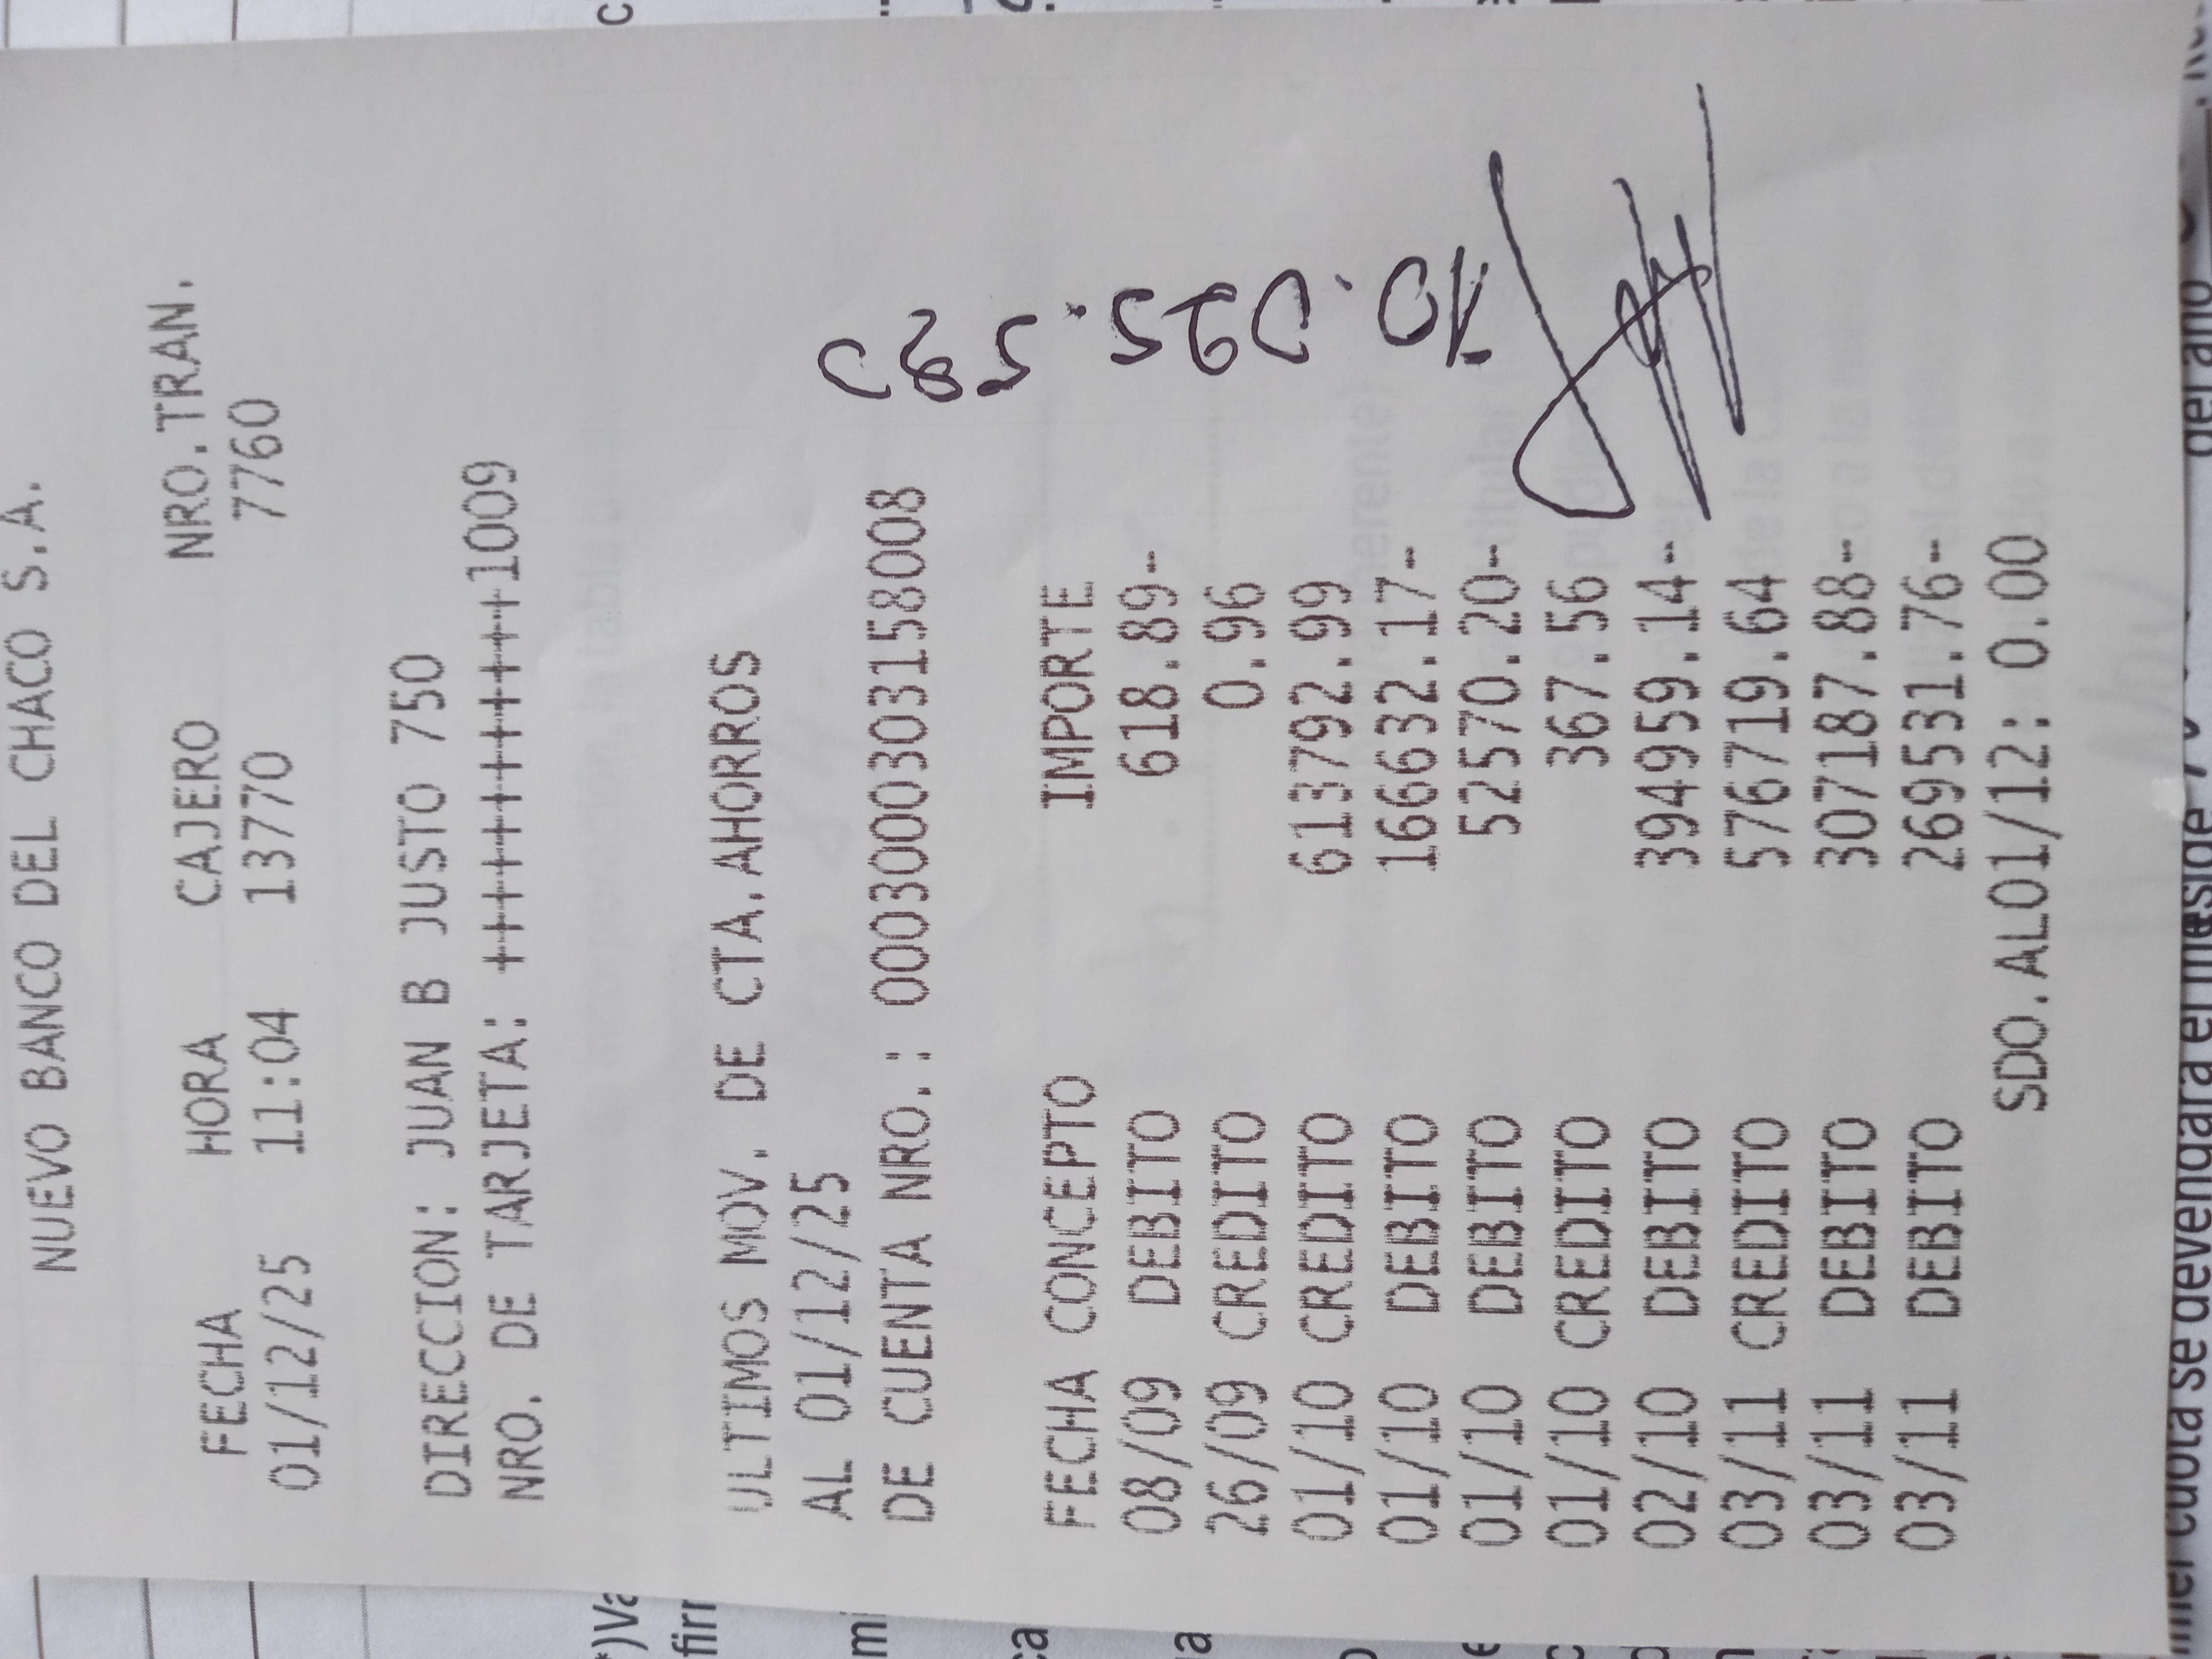 NUEVO BANCO DEL CHACO S.A.
FECHA HORA CAJERO NRO.TRAN.
01/12/25 11:04 13770 7760
DIRECCION: JUAN B JUSTO 750
NRO. DE TARJETA: ++++++++++++1009
ULTIMOS MOV. DE CTA.AHORROS
AL 01/12/25
DE CUENTA NRO.: 000300030315​8008
FECHA CONCEPTO IMPORTE
08/09 DEBITO 618.89-
26/09 CREDITO 0.96
01/10 CREDITO 613792.99
01/10 DEBITO 166632.17-
01/10 DEBITO 52570.20-
01/10 CREDITO 367.56
02/10 DEBITO 394959.14-
03/11 CREDITO 576719.64
03/11 DEBITO 307187.88-
03/11 DEBITO 269531.76-
SDO.AL01/12: 0.00